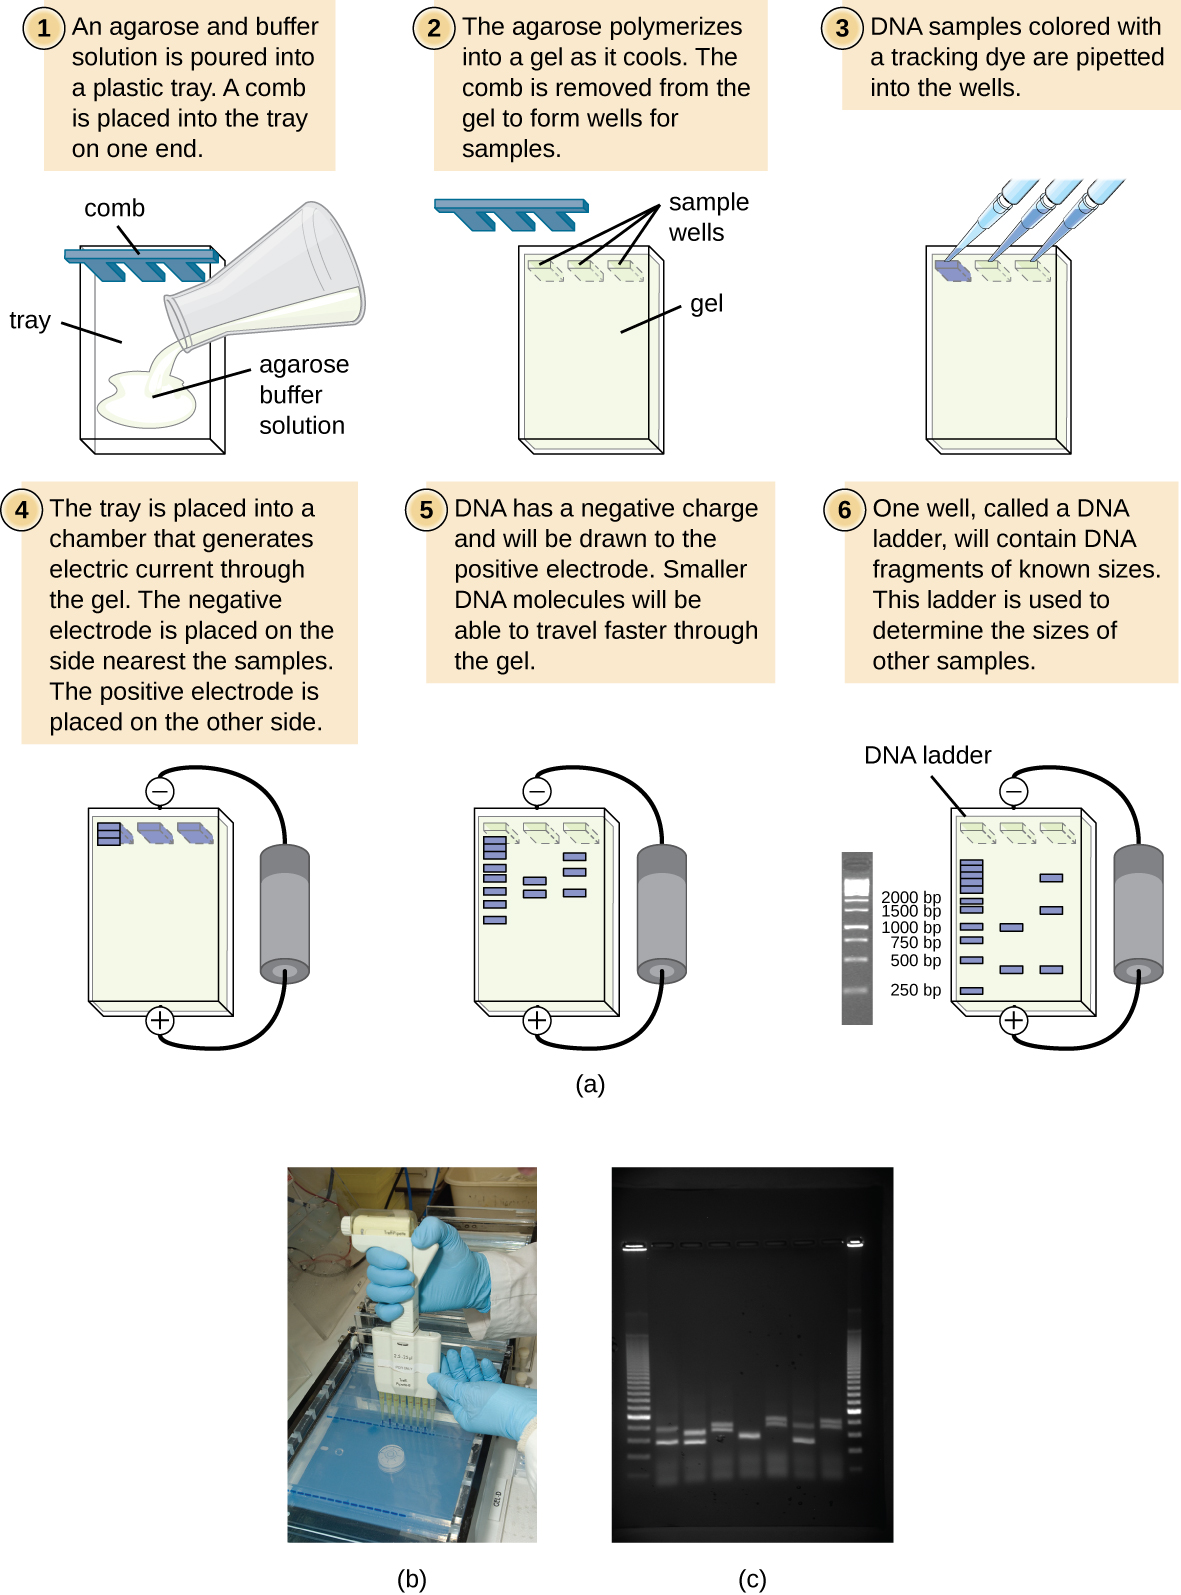 1
An agarose and buffer
solution is poured into
a plastic tray. A comb
is placed into the tray
on one end.
comb
tray
agarose
buffer
solution
2
The agarose polymerizes
into a gel as it cools. The
comb is removed from the
gel to form wells for
samples.
sample
wells
gel
3
DNA samples colored with
a tracking dye are pipetted
into the wells.
4
The tray is placed into a
chamber that generates
electric current through
the gel. The negative
electrode is placed on the
side nearest the samples.
The positive electrode is
placed on the other side.
−
+
5
DNA has a negative charge
and will be drawn to the
positive electrode. Smaller
DNA molecules will be
able to travel faster through
the gel.
−
+
6
One well, called a DNA
ladder, will contain DNA
fragments of known sizes.
This ladder is used to
determine the sizes of
other samples.
DNA ladder
−
2000 bp
1500 bp
1000 bp
750 bp
500 bp
250 bp
+
(a)
GEL-D
(b)
(c)